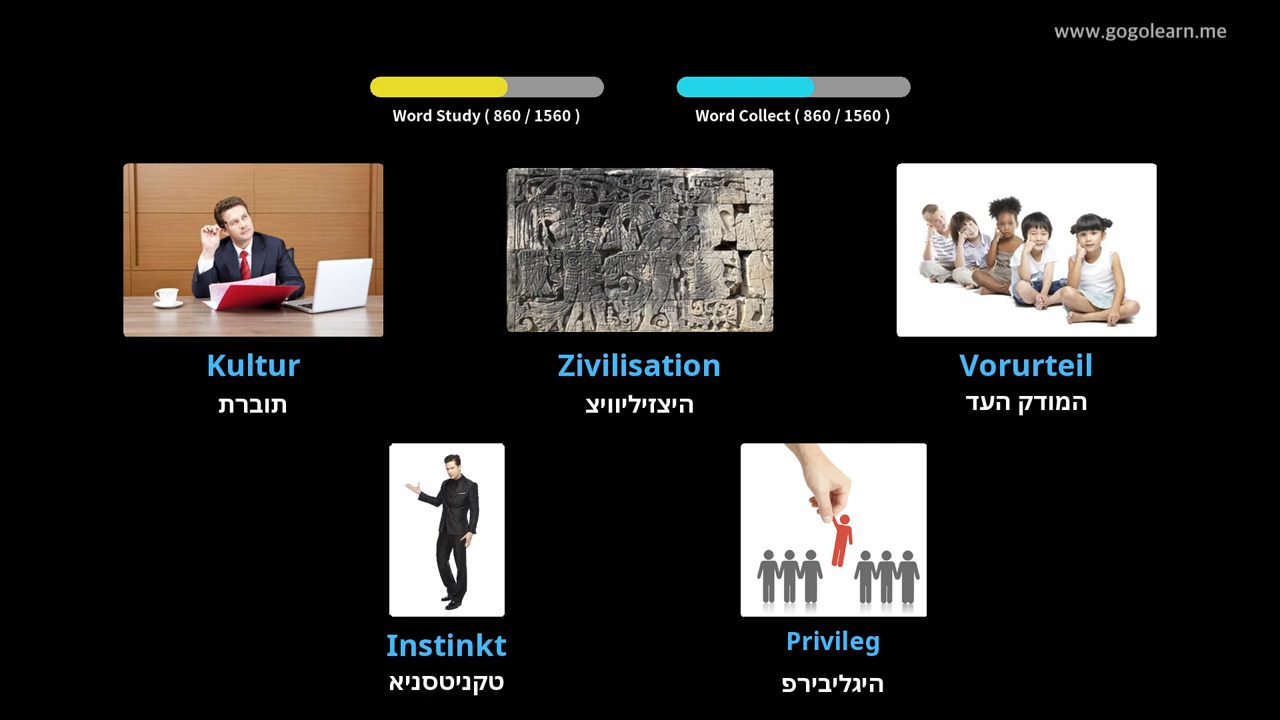 www.gogolearn.me
Word Study ( 860 / 1560 )
Word Collect ( 860 / 1560 )
Kultur
תוברת
Zivilisation
היצזיליוויצ
Vorurteil
המודק העד
Instinkt
טקניטסניא
Privileg
היגליבירפ